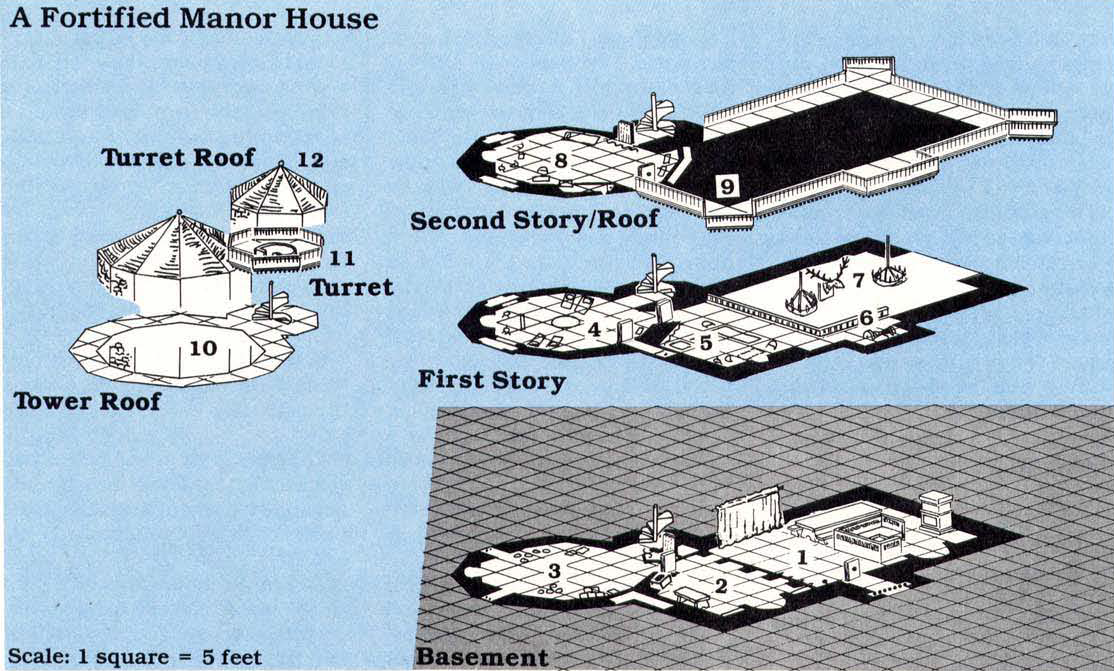 A Fortified Manor House
Turret Roof 12
11
Turret
10
Tower Roof
8
9
Second Story/Roof
7
6
4
5
First Story
1
2
3
Basement
Scale: 1 square = 5 feet